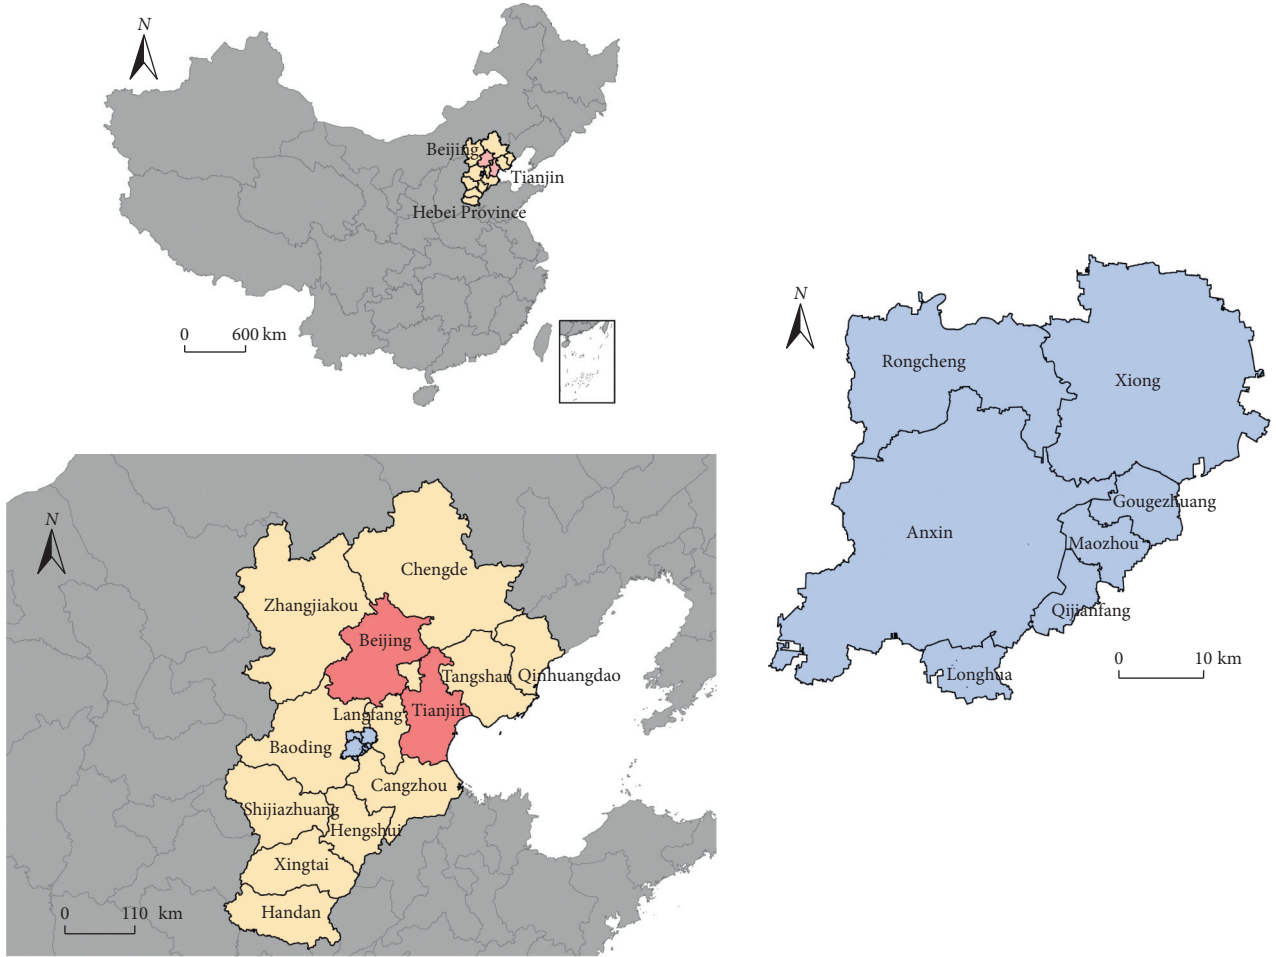 N
Beijing
Tianjin
Hebei Province
0 600 km
N
Chengde
Zhangjiakou
Beijing
Tangshan
Qinhuangdao
Langfang
Tianjin
Baoding
Cangzhou
Shijiazhuang
Hengshui
Xingtai
Handan
0 110 km
N
Rongcheng
Xiong
Gougezhuang
Anxin
Maozhou
Qijianfang
Longhua
0 10 km